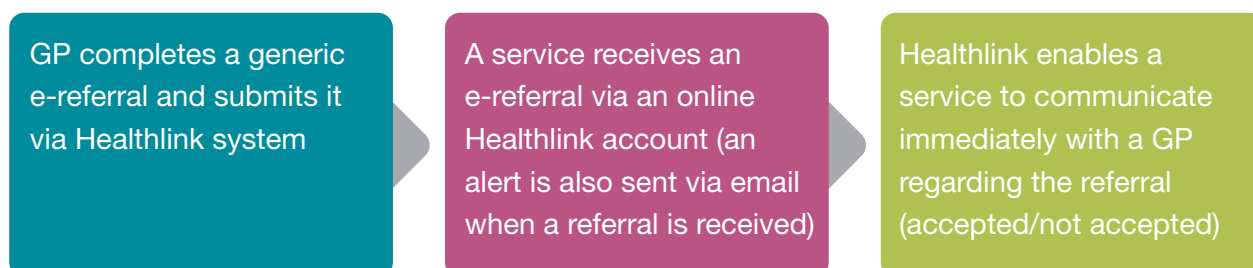 GP completes a generic
e-referral and submits it
via Healthlink system
A service receives an
e-referral via an online
Healthlink account (an
alert is also sent via email
when a referral is received)
Healthlink enables a
service to communicate
immediately with a GP
regarding the referral
(accepted/not accepted)